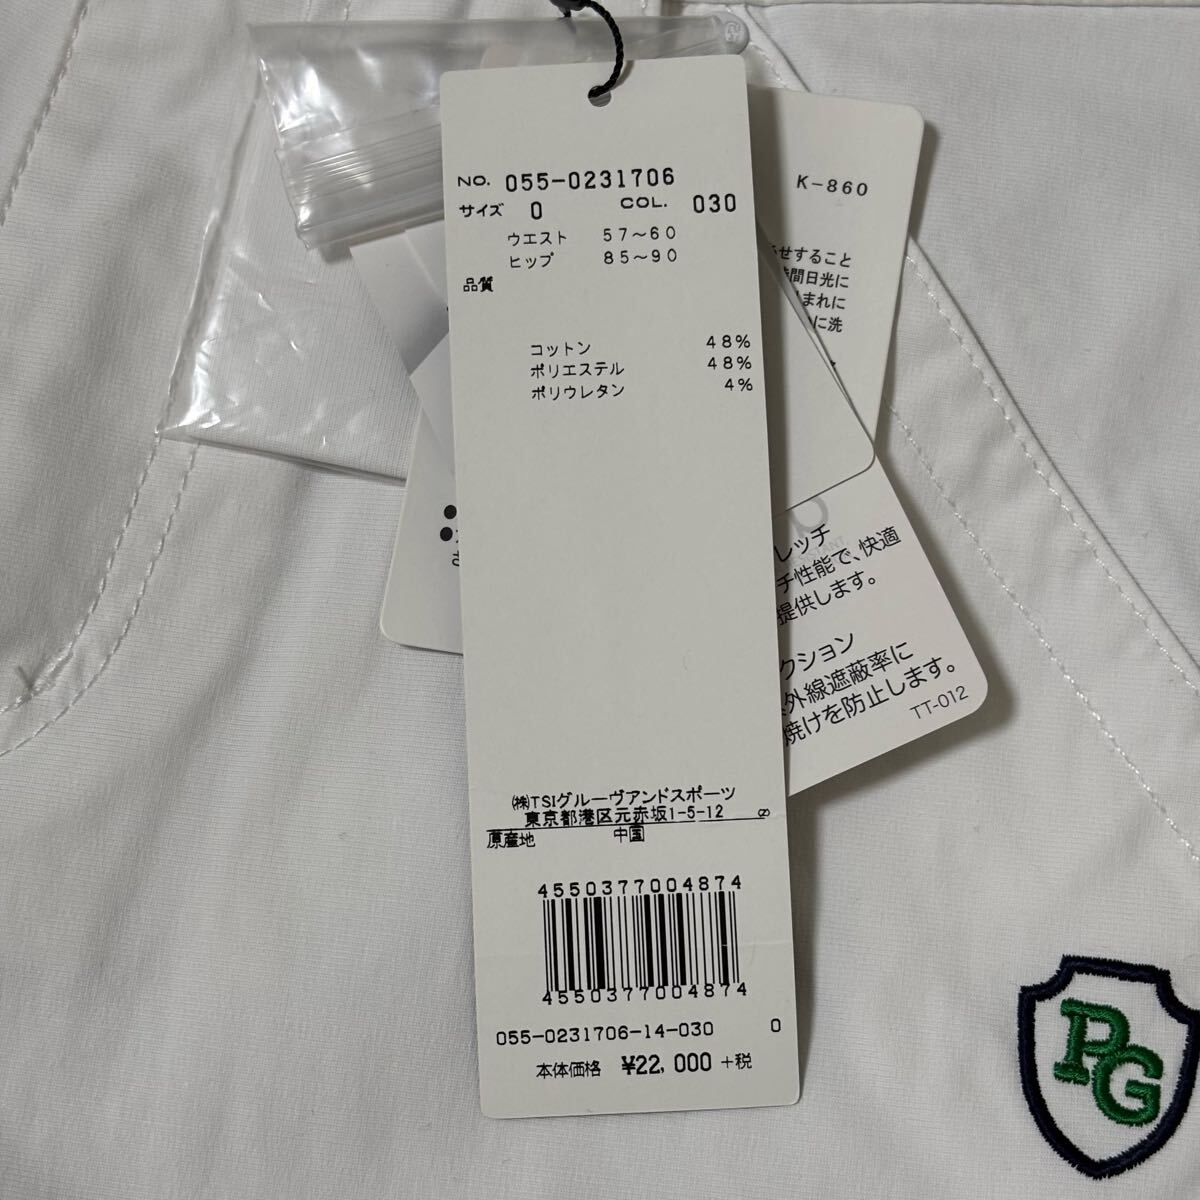 NO. 055-0231706
サイズ 0 COL. 030
ウエスト 57～60
ヒップ 85～90
品質
コットン 48%
ポリエステル 48%
ポリウレタン 4%
㈱TSIグルーヴアンドスポーツ
東京都港区元赤坂1-5-12
原産地 中国
4550377004874
4550377004874
055-0231706-14-030 0
本体価格 ¥22,000 +税
K-860
せすること
間日光に
まれに
に洗
レッチ
チ性能で、快適
提供します。
クション
外線遮蔽率に
焼けを防止します。
TT-012
PG